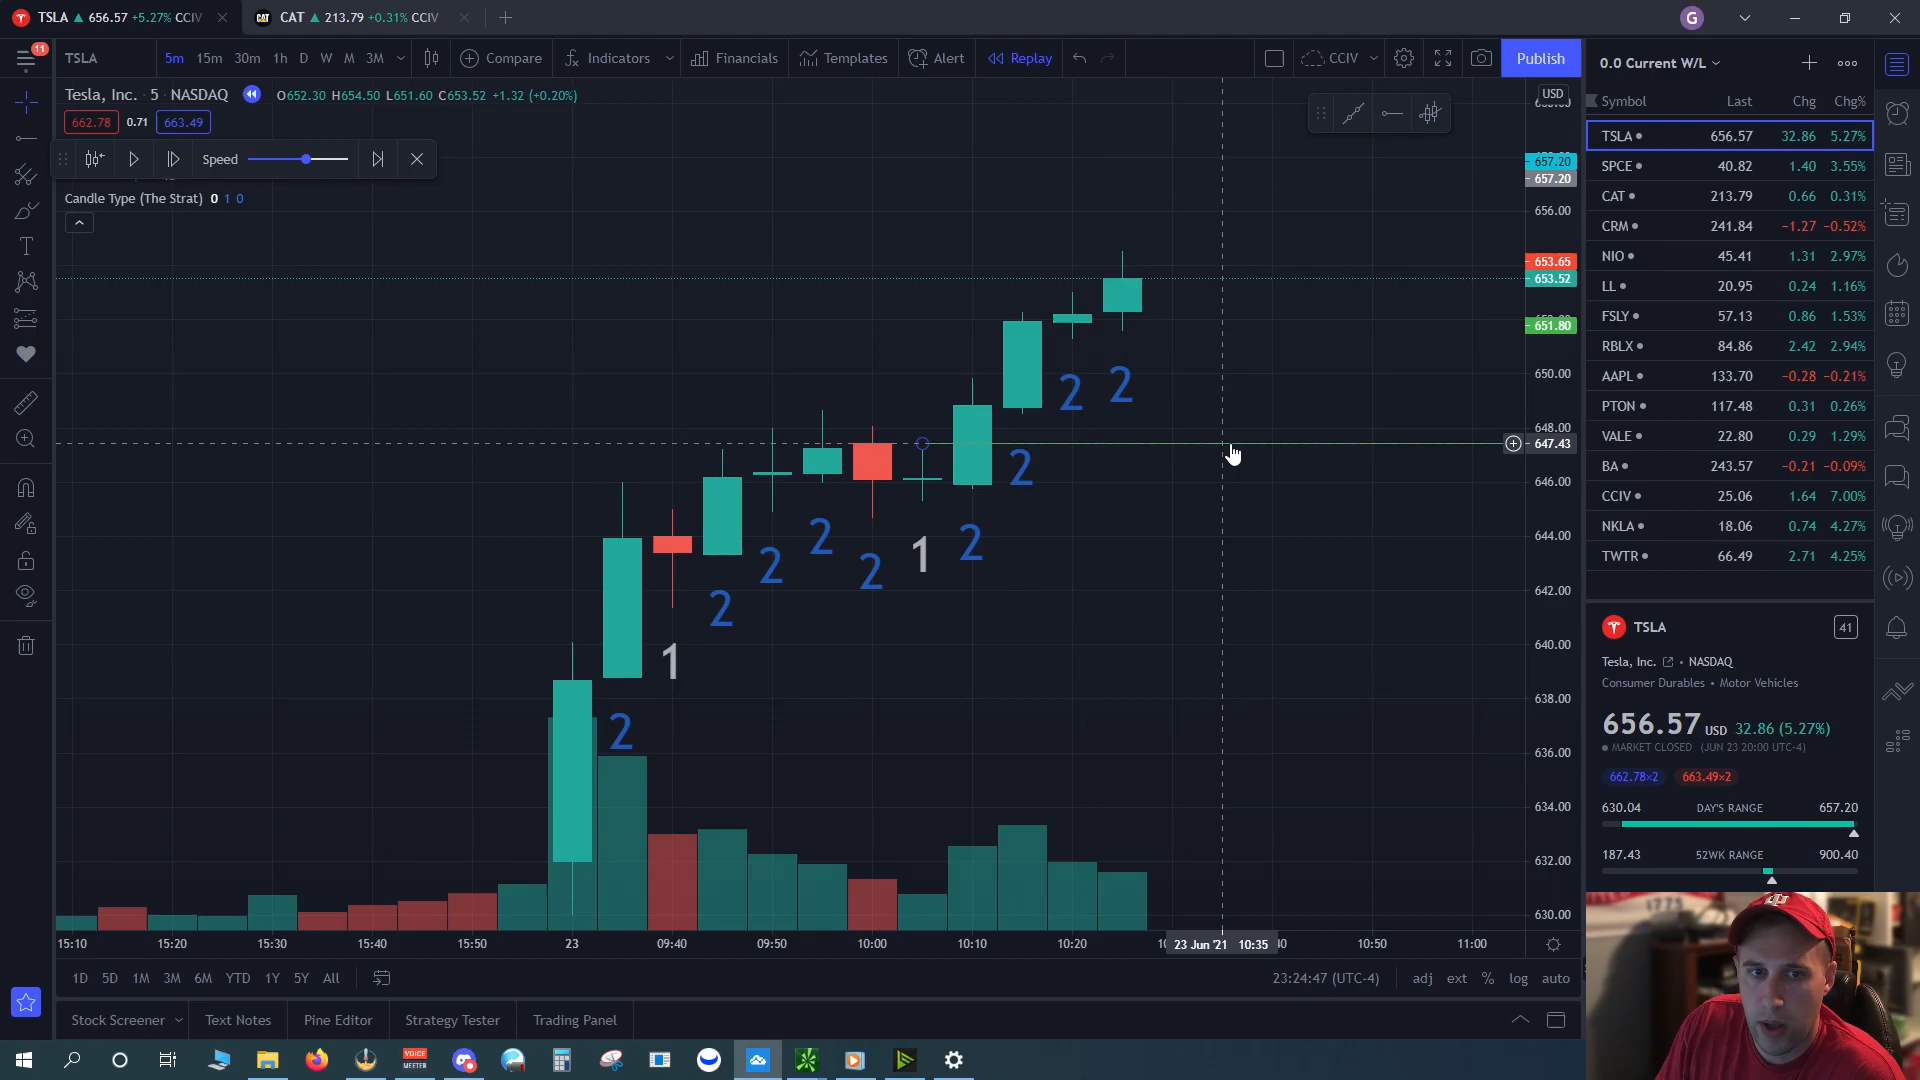 TSLA ▲ 656.57 +5.27% CCIV
CAT ▲ 213.79 +0.31% CCIV
G
11
TSLA
5m 15m 30m 1h D W M 3M
Compare
Indicators
Financials
Templates
Alert
Replay
CCIV
Publish
Tesla, Inc. · 5 · NASDAQ
O652.30 H654.50 L651.60 C653.52 +1.32 (+0.20%)
662.78 0.71 663.49
Speed
Candle Type (The Strat) 0 1 0
USD
657.20
657.20
656.00
653.65
653.52
651.80
650.00
648.00
647.43
646.00
644.00
642.00
640.00
638.00
636.00
634.00
632.00
630.00
2
1
2
2
2
2
1
2
2
2
2
15:10 15:20 15:30 15:40 15:50 23 09:40 09:50 10:00 10:10 10:20 23 Jun '21 10:35 10:50 11:00
1D 5D 1M 3M 6M YTD 1Y 5Y All
23:24:47 (UTC-4)
adj ext % log auto
Stock Screener
Text Notes
Pine Editor
Strategy Tester
Trading Panel
0.0 Current W/L
Symbol Last Chg Chg%
TSLA 656.57 32.86 5.27%
SPCE 40.82 1.40 3.55%
CAT 213.79 0.66 0.31%
CRM 241.84 −1.27 −0.52%
NIO 45.41 1.31 2.97%
LL 20.95 0.24 1.16%
FSLY 57.13 0.86 1.53%
RBLX 84.86 2.42 2.94%
AAPL 133.70 −0.28 −0.21%
PTON 117.48 0.31 0.26%
VALE 22.80 0.29 1.29%
BA 243.57 −0.21 −0.09%
CCIV 25.06 1.64 7.00%
NKLA 18.06 0.74 4.27%
TWTR 66.49 2.71 4.25%
TSLA
41
Tesla, Inc. • NASDAQ
Consumer Durables • Motor Vehicles
656.57 USD 32.86 (5.27%)
MARKET CLOSED (JUN 23 20:00 UTC-4)
662.78×2 663.49×2
630.04 DAY'S RANGE 657.20
187.43 52WK RANGE 900.40
VOICE
MEETER